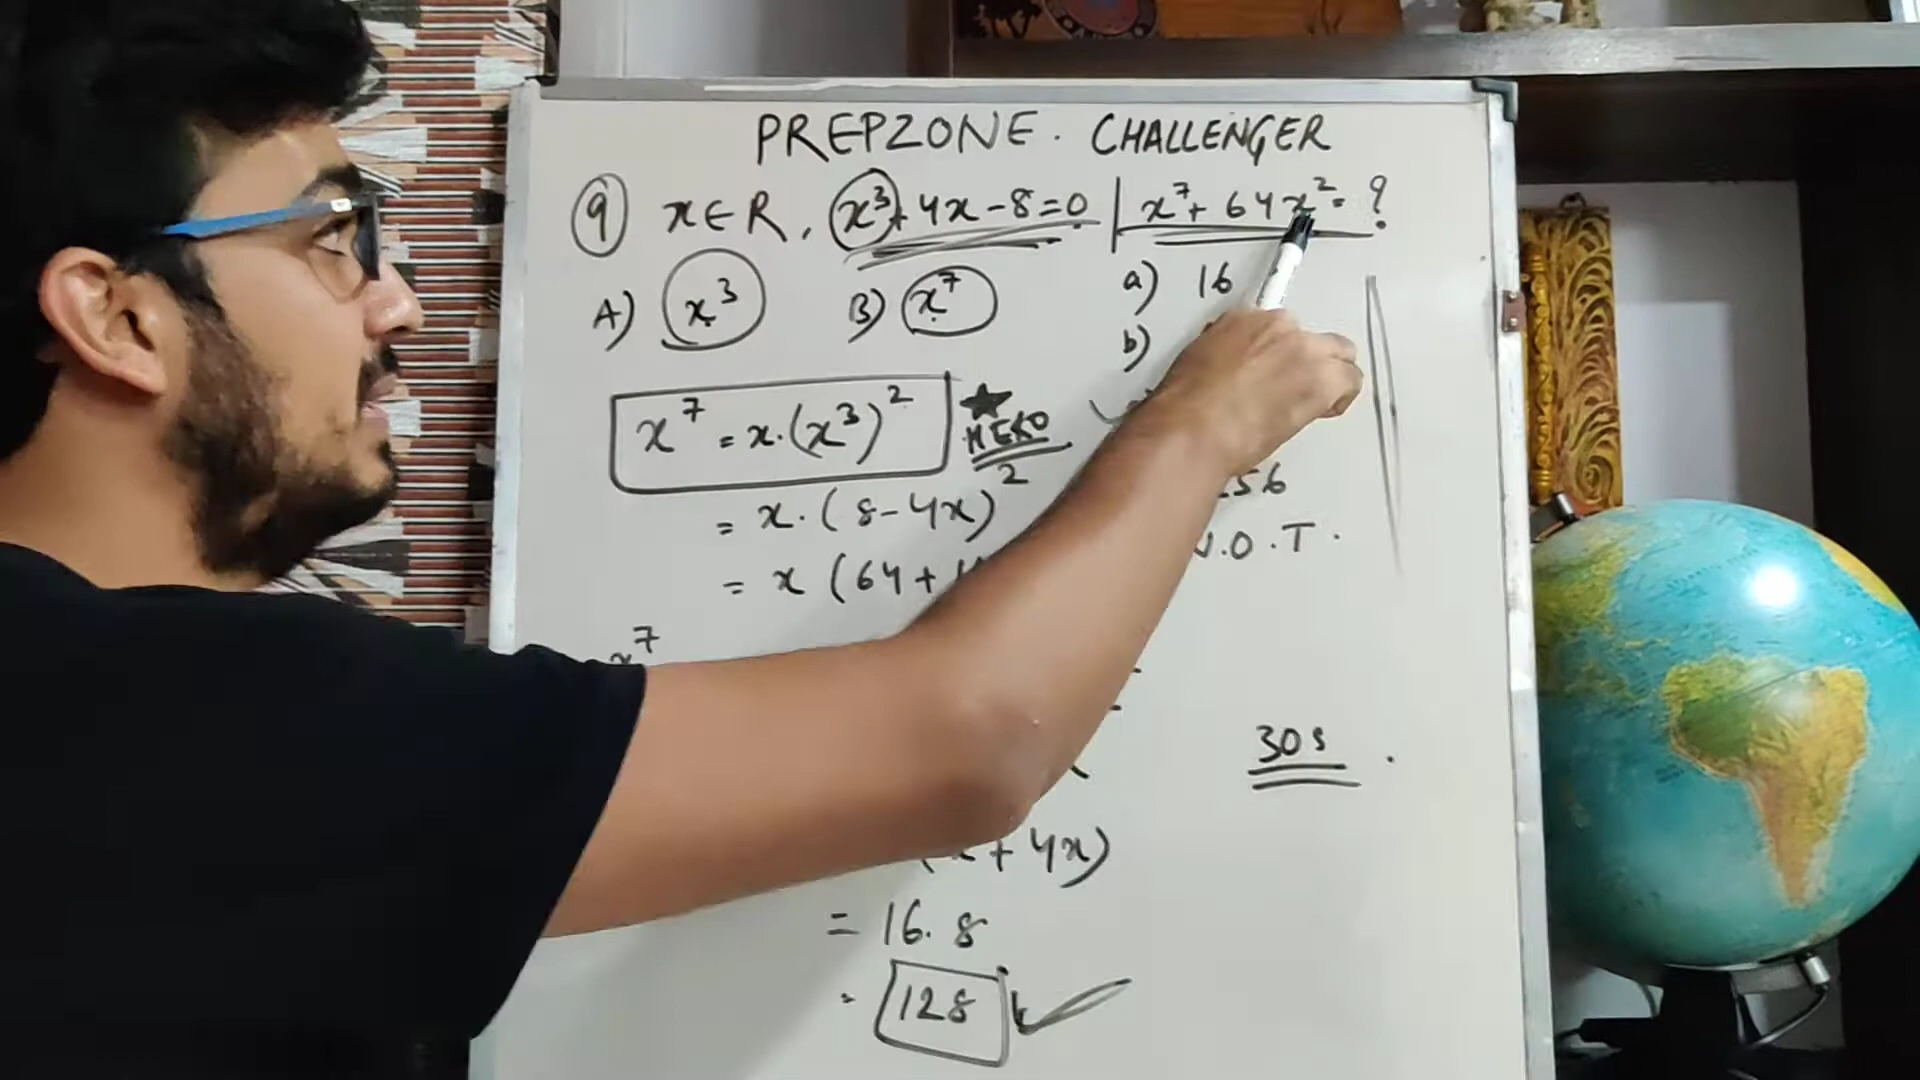 PREPZONE. CHALLENGER
9 x∈R, x³+4x-8=0 | x⁷+64x²=?
A) x³ B) x⁷ a) 16
b)
x⁷=x.(x³)² ★ HERO
=x.(8-4x)² 256
=x(64+ N.O.T.
x⁷
30s.
+4x)
=16.8
=128 ✓